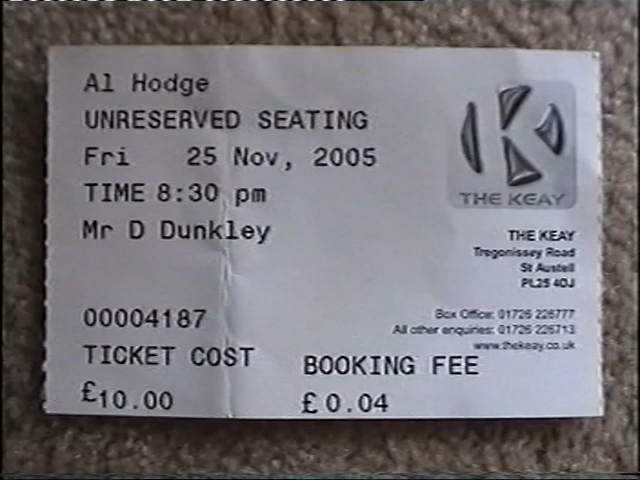 Al Hodge
UNRESERVED SEATING
Fri 25 Nov, 2005
TIME 8:30 pm
Mr D Dunkley
00004187
TICKET COST
£10.00
BOOKING FEE
£0.04
K
THE KEAY
THE KEAY
Tregonissey Road
St Austell
PL25 4DJ
Box Office: 01726 226777
All other enquiries: 01726 226713
www.thekeay.co.uk